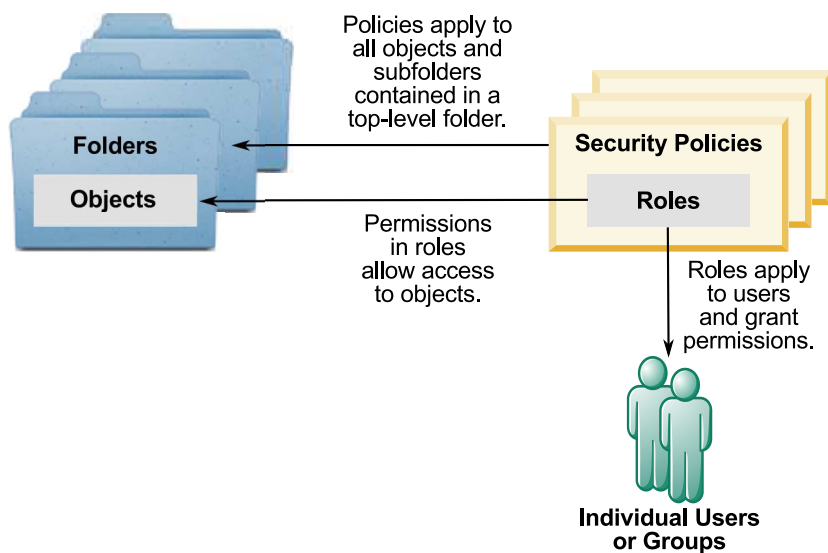 Policies apply to
all objects and
subfolders
contained in a
top-level folder.
Folders
Security Policies
Objects
Roles
Permissions
in roles
allow access
to objects.
Roles apply
to users
and grant
permissions.
Individual Users
or Groups